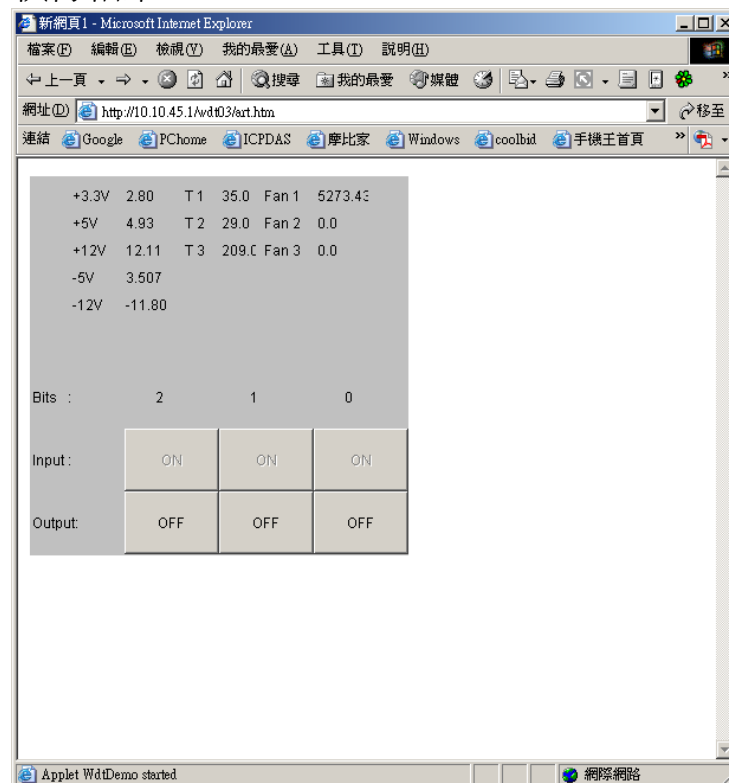 新網頁1 - Microsoft Internet Explorer
檔案(F) 編輯(E) 檢視(V) 我的最愛(A) 工具(T) 說明(H)
上一頁 搜尋 我的最愛 媒體
網址(D) http://10.10.45.1/wdt03/art.htm 移至
連結 Google PChome ICPDAS 摩比家 Windows coolbid 手機王首頁 »
+3.3V 2.80 T 1 35.0 Fan 1 5273.43
+5V 4.93 T 2 29.0 Fan 2 0.0
+12V 12.11 T 3 209.0 Fan 3 0.0
-5V 3.507
-12V -11.80
Bits : 2 1 0
Input : ON ON ON
Output: OFF OFF OFF
Applet WdtDemo started 網際網路